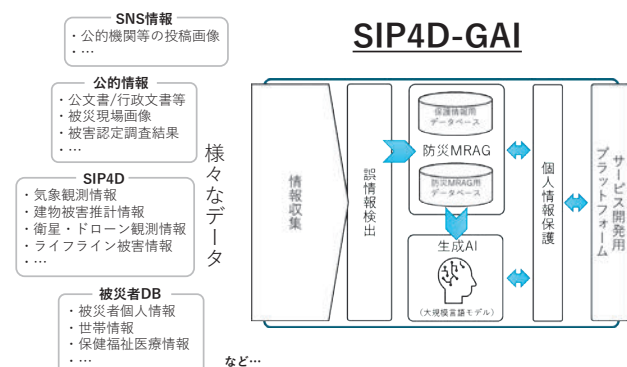 SNS情報
・公的機関等の投稿画像
・…
公的情報
・公文書/行政文書等
・被災現場画像
・被害認定調査結果
・…
SIP4D
・気象観測情報
・建物被害推計情報
・衛星・ドローン観測情報
・ライフライン被害情報
・…
被災者DB
・被災者個人情報
・世帯情報
・保健福祉医療情報
・…
など…
様々なデータ
SIP4D-GAI
情報収集
誤情報検出
保護情報用
データベース
防災MRAG
防災MRAG用
データベース
生成AI
(大規模言語モデル)
個人情報保護
サービス開発用
プラットフォーム